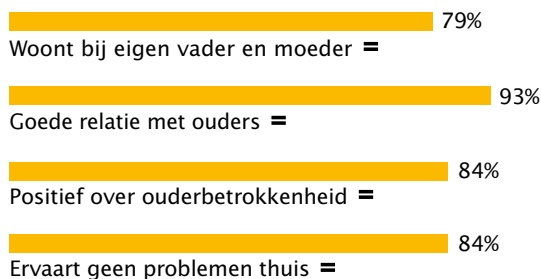 79%
Woont bij eigen vader en moeder =
93%
Goede relatie met ouders =
84%
Positief over ouderbetrokkenheid =
84%
Ervaart geen problemen thuis =